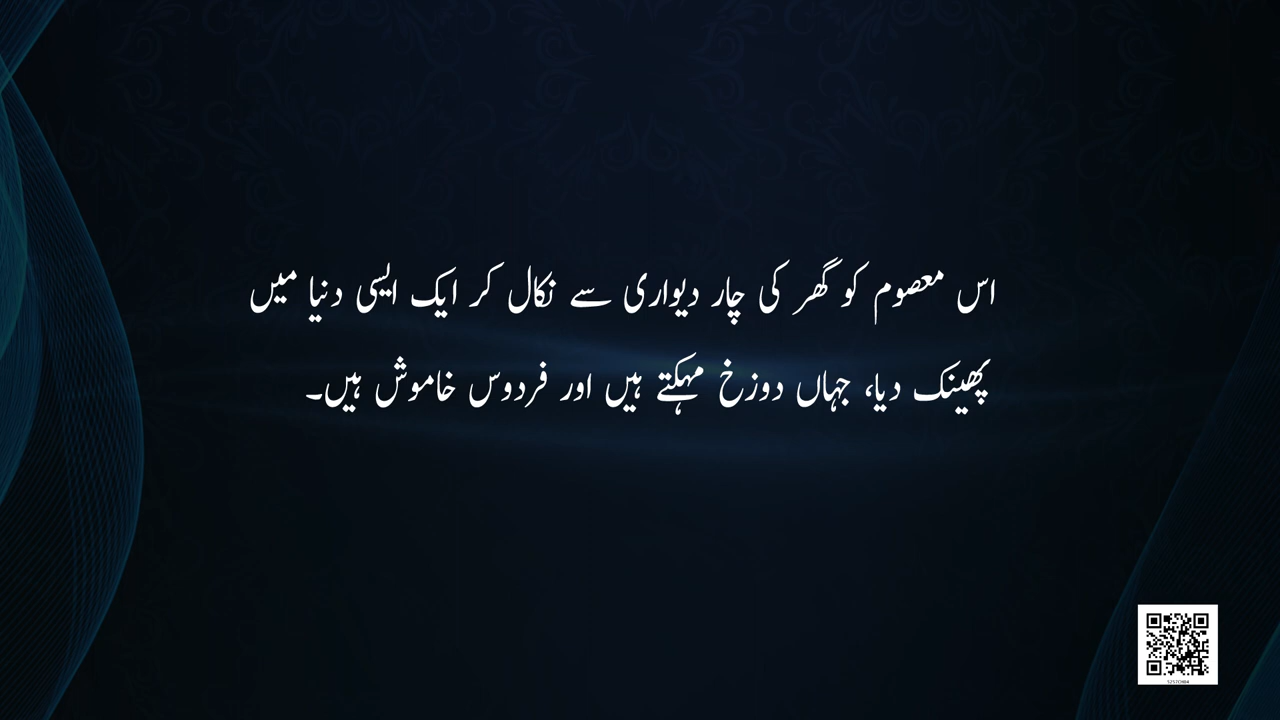 اس معصوم کو گھر کی چار دیواری سے نکال کر ایک ایسی دنیا میں
پھینک دیا، جہاں دوزخ مہکتے ہیں اور فردوس خاموش ہیں۔